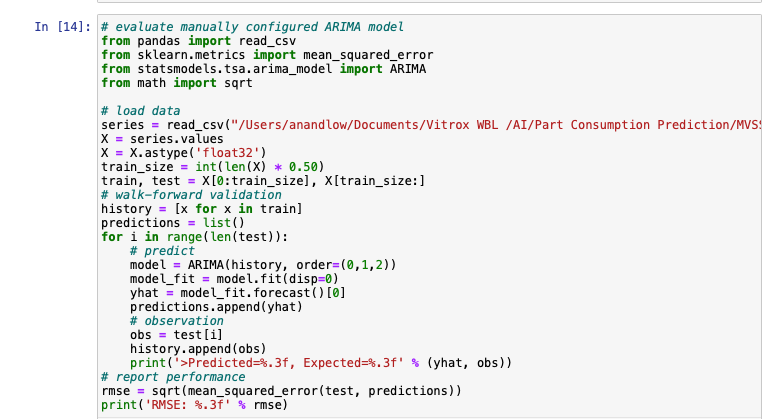 In [14]:
# evaluate manually configured ARIMA model
from pandas import read_csv
from sklearn.metrics import mean_squared_error
from statsmodels.tsa.arima_model import ARIMA
from math import sqrt
# load data
series = read_csv("/Users/anandlow/Documents/Vitrox WBL /AI/Part Consumption Prediction/MVSS
X = series.values
X = X.astype('float32')
train_size = int(len(X) * 0.50)
train, test = X[0:train_size], X[train_size:]
# walk-forward validation
history = [x for x in train]
predictions = list()
for i in range(len(test)):
    # predict
    model = ARIMA(history, order=(0,1,2))
    model_fit = model.fit(disp=0)
    yhat = model_fit.forecast()[0]
    predictions.append(yhat)
    # observation
    obs = test[i]
    history.append(obs)
    print('>Predicted=%.3f, Expected=%.3f' % (yhat, obs))
# report performance
rmse = sqrt(mean_squared_error(test, predictions))
print('RMSE: %.3f' % rmse)